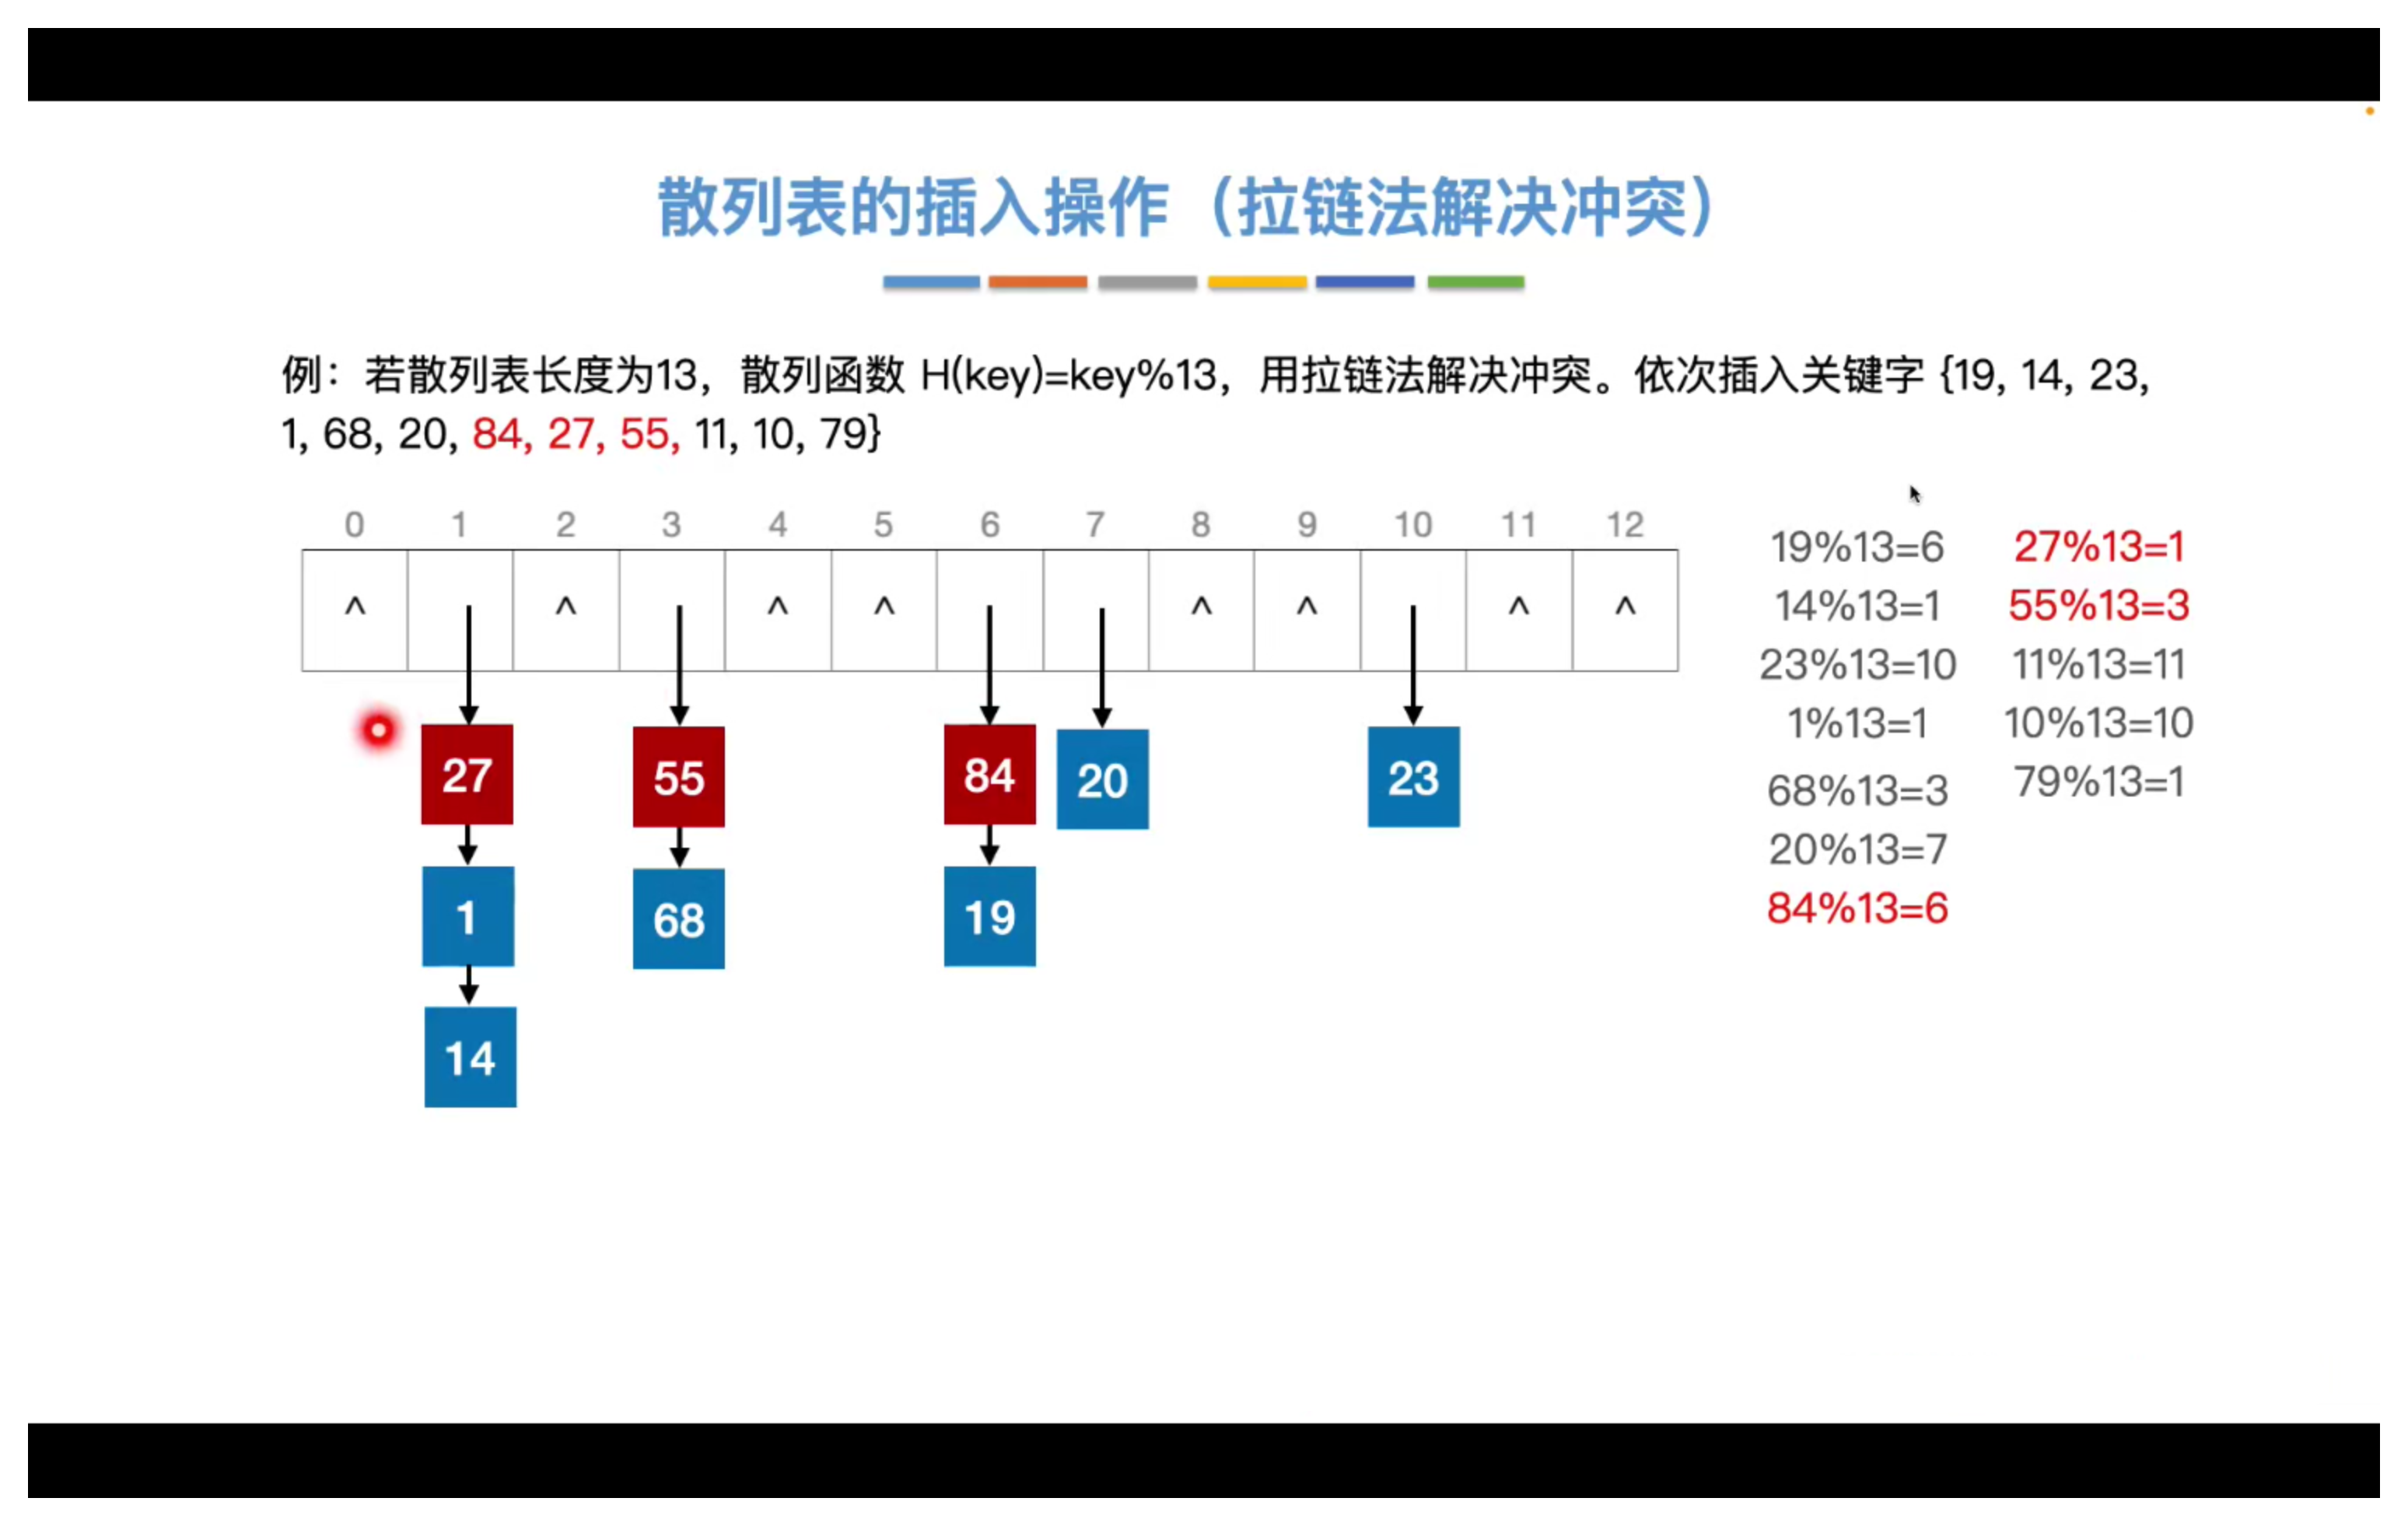 散列表的插入操作（拉链法解决冲突）
例：若散列表长度为13，散列函数 H(key)=key%13，用拉链法解决冲突。依次插入关键字 {19, 14, 23,
1, 68, 20, 84, 27, 55, 11, 10, 79}
0 1 2 3 4 5 6 7 8 9 10 11 12
^ ^ ^ ^ ^ ^ ^ ^
27 55 84 20 23
1 68 19
14
19%13=6
14%13=1
23%13=10
1%13=1
68%13=3
20%13=7
84%13=6
27%13=1
55%13=3
11%13=11
10%13=10
79%13=1